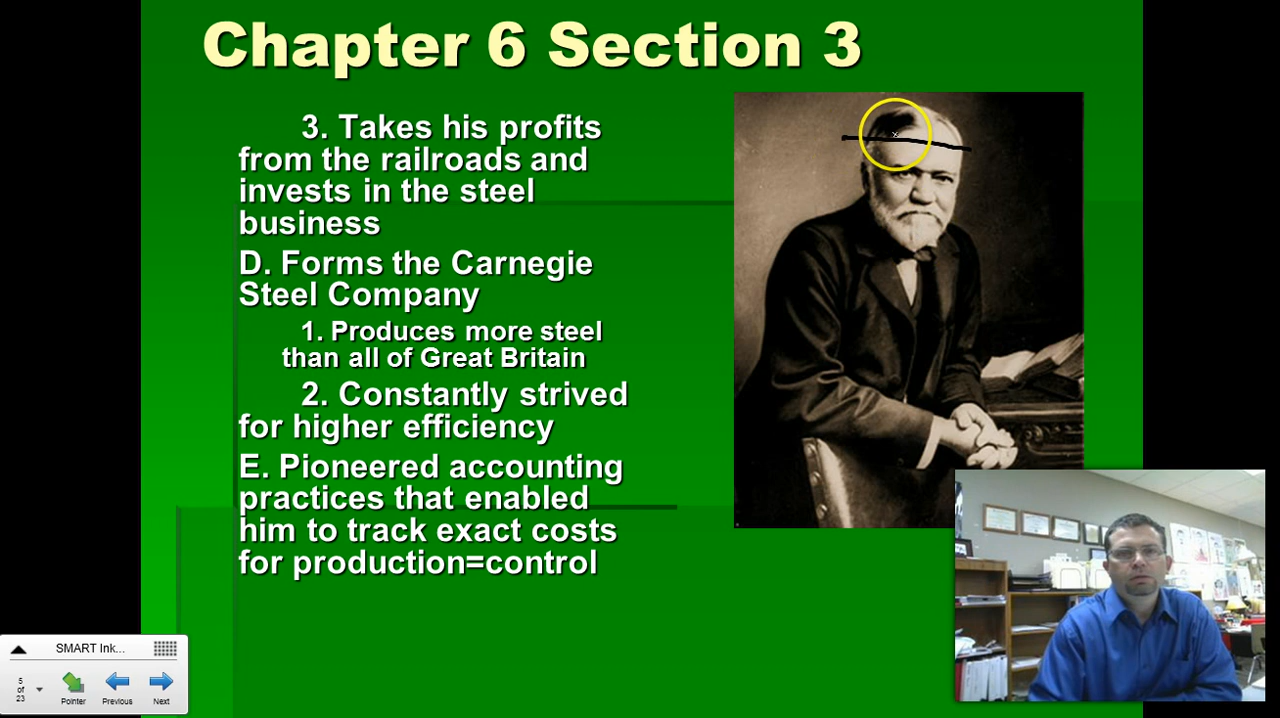 Chapter 6 Section 3
3. Takes his profits
from the railroads and
invests in the steel
business
D. Forms the Carnegie
Steel Company
1. Produces more steel
than all of Great Britain
2. Constantly strived
for higher efficiency
E. Pioneered accounting
practices that enabled
him to track exact costs
for production=control
SMART Ink...
5
of
23
Pointer
Previous
Next